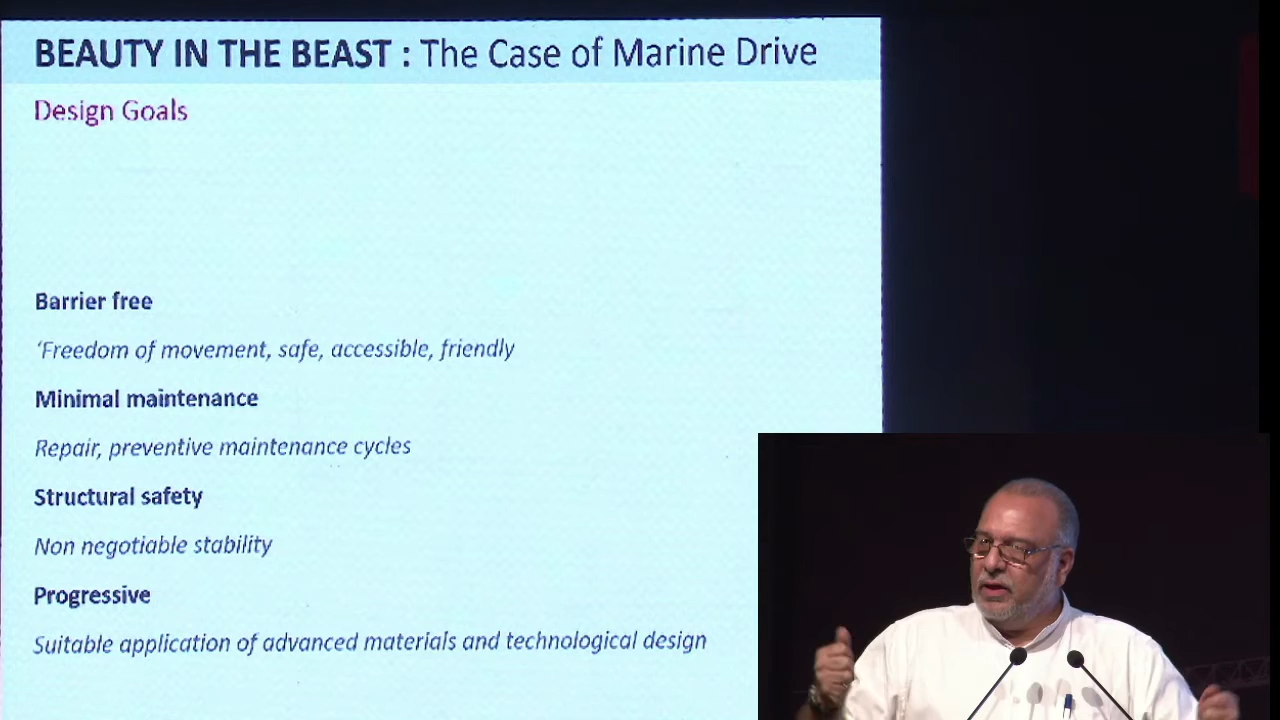 BEAUTY IN THE BEAST : The Case of Marine Drive
Design Goals
Barrier free
‘Freedom of movement, safe, accessible, friendly
Minimal maintenance
Repair, preventive maintenance cycles
Structural safety
Non negotiable stability
Progressive
Suitable application of advanced materials and technological design